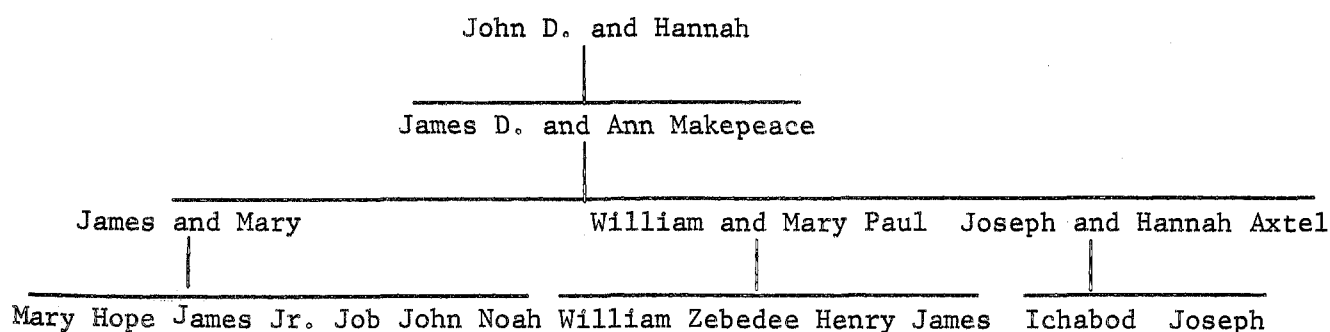 John D. and Hannah
James D. and Ann Makepeace
James and Mary William and Mary Paul Joseph and Hannah Axtel
Mary Hope James Jr. Job John Noah William Zebedee Henry James Ichabod Joseph